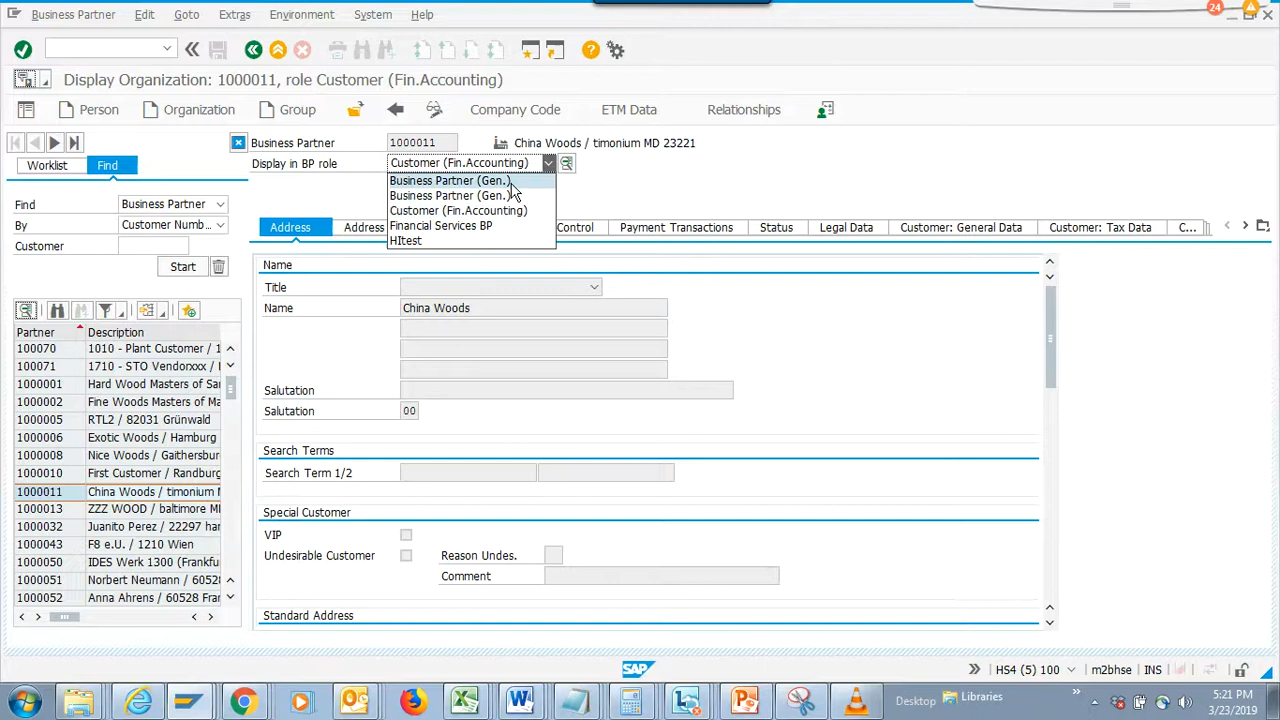 24
Business Partner Edit Goto Extras Environment System Help
Display Organization: 1000011, role Customer (Fin.Accounting)
Person Organization Group Company Code ETM Data Relationships
Business Partner 1000011 China Woods / timonium MD 23221
Worklist Find
Display in BP role Customer (Fin.Accounting)
Business Partner (Gen.)
Business Partner (Gen.)
Customer (Fin.Accounting)
Financial Services BP
HItest
Find Business Partner
By Customer Numb...
Customer
Start
Address Address Control Payment Transactions Status Legal Data Customer: General Data Customer: Tax Data C...
Partner Description
100070 1010 - Plant Customer / 1
100071 1710 - STO Vendorxxx /
1000001 Hard Wood Masters of Sar
1000002 Fine Woods Masters of Ma
1000005 RTL2 / 82031 Grünwald
1000006 Exotic Woods / Hamburg
1000008 Nice Woods / Gaithersbur
1000010 First Customer / Randburg
1000011 China Woods / timonium M
1000013 ZZZ WOOD / baltimore MI
1000032 Juanito Perez / 22297 han
1000043 F8 e.U. / 1210 Wien
1000050 IDES Werk 1300 (Frankfu
1000051 Norbert Neumann / 60528
1000052 Anna Ahrens / 60528 Fran
Name
Title
Name China Woods
Salutation
Salutation 00
Search Terms
Search Term 1/2
Special Customer
VIP
Undesirable Customer Reason Undes.
Comment
Standard Address
SAP
HS4 (5) 100 m2bhse INS
Desktop Libraries
5:21 PM
3/23/2019